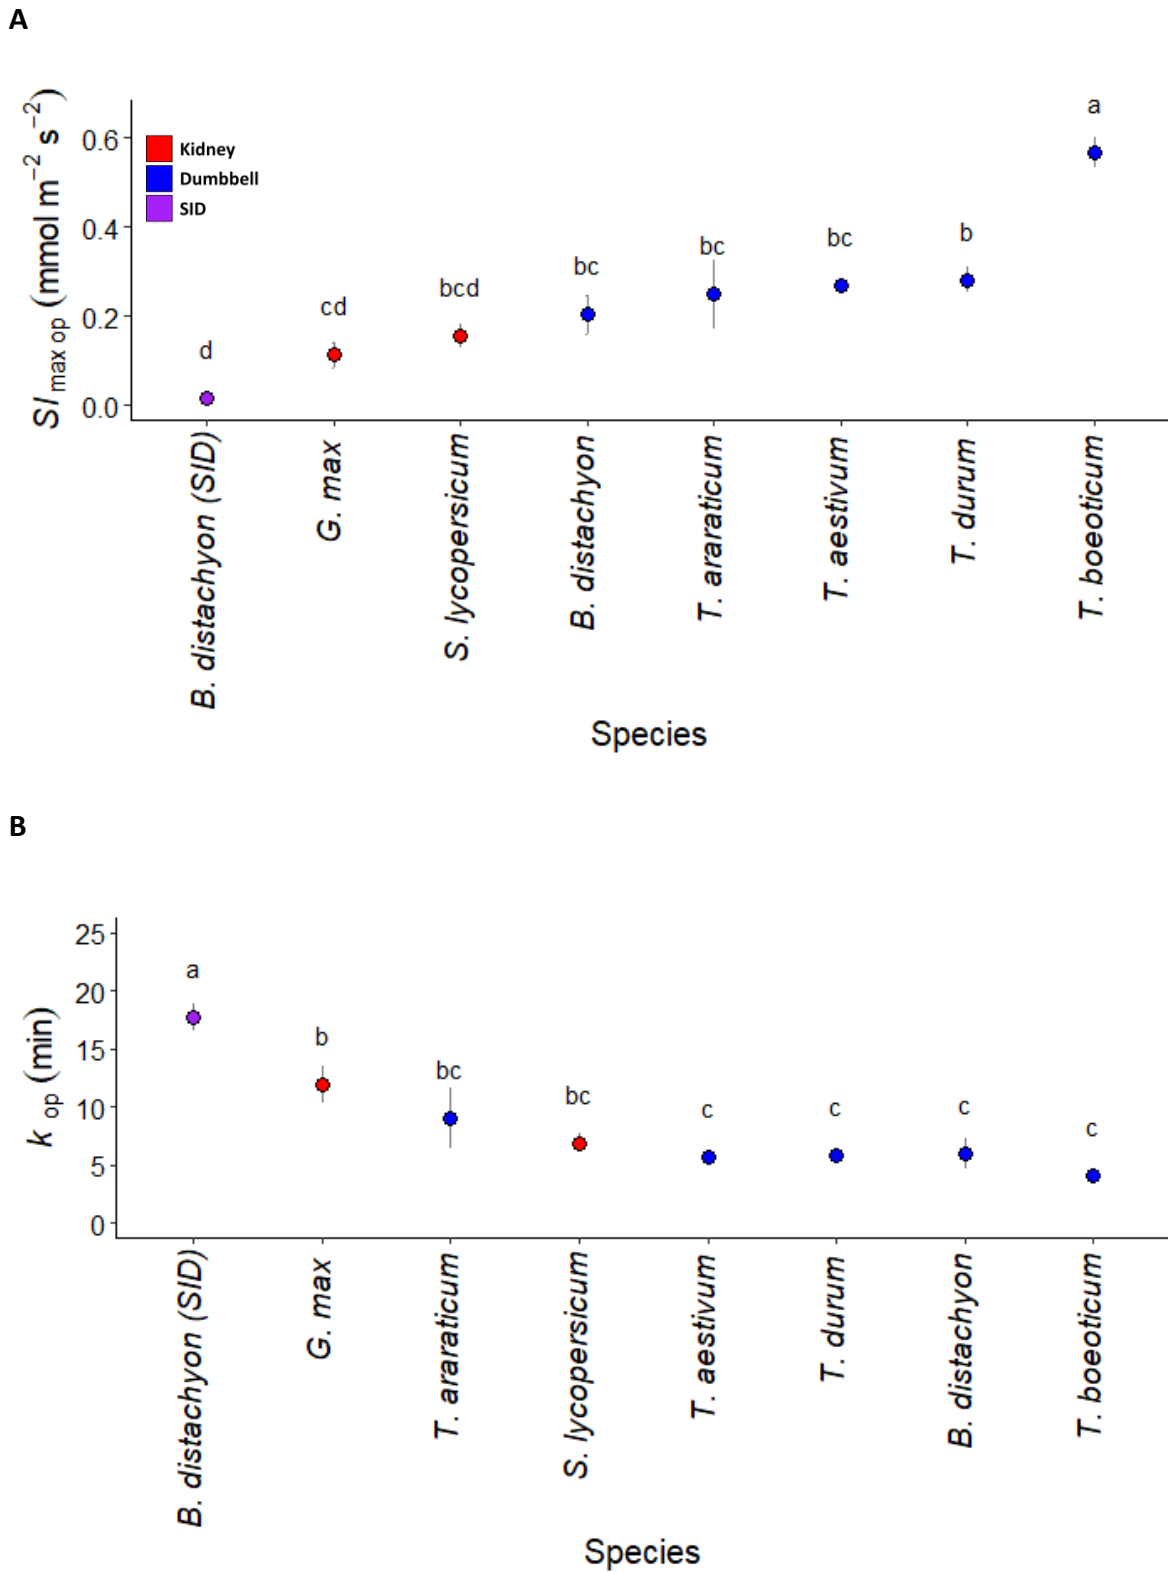 A
SI max op (mmol m−2 s−2)
0.6
0.4
0.2
0.0
Kidney
Dumbbell
SID
d
cd
bcd
bc
bc
bc
b
a
B. distachyon (SID)
G. max
S. lycopersicum
B. distachyon
T. araraticum
T. aestivum
T. durum
T. boeoticum
Species
B
k op (min)
25
20
15
10
5
0
a
b
bc
bc
c
c
c
c
B. distachyon (SID)
G. max
T. araraticum
S. lycopersicum
T. aestivum
T. durum
B. distachyon
T. boeoticum
Species